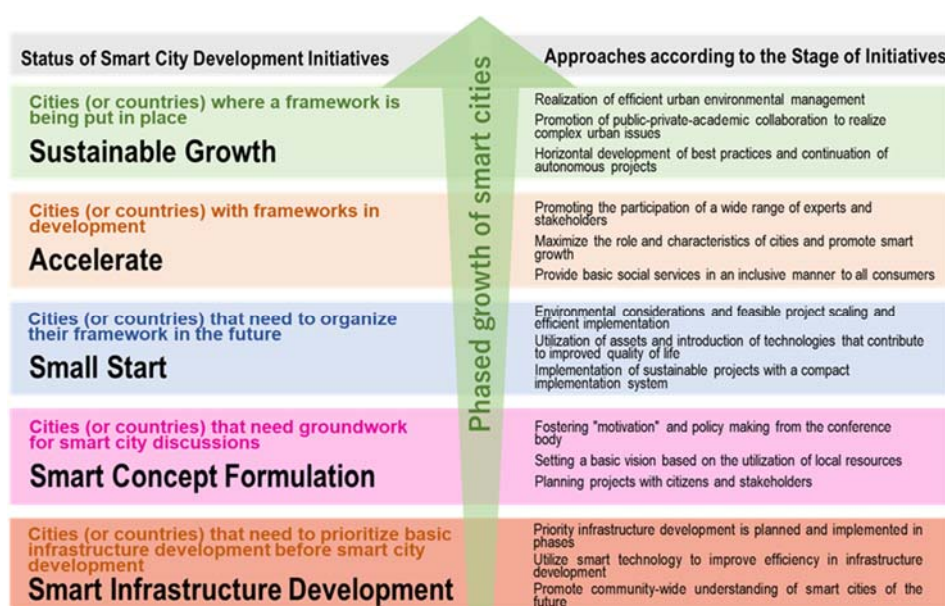 Status of Smart City Development Initiatives
Approaches according to the Stage of Initiatives
Phased growth of smart cities
Cities (or countries) where a framework is
being put in place
Sustainable Growth
Realization of efficient urban environmental management
Promotion of public-private-academic collaboration to realize
complex urban issues
Horizontal development of best practices and continuation of
autonomous projects
Cities (or countries) with frameworks in
development
Accelerate
Promoting the participation of a wide range of experts and
stakeholders
Maximize the role and characteristics of cities and promote smart
growth
Provide basic social services in an inclusive manner to all consumers
Cities (or countries) that need to organize
their framework in the future
Small Start
Environmental considerations and feasible project scaling and
efficient implementation
Utilization of assets and introduction of technologies that contribute
to improved quality of life
Implementation of sustainable projects with a compact
implementation system
Cities (or countries) that need groundwork
for smart city discussions
Smart Concept Formulation
Fostering "motivation" and policy making from the conference
body
Setting a basic vision based on the utilization of local resources
Planning projects with citizens and stakeholders
Cities (or countries) that need to prioritize basic
infrastructure development before smart city
development
Smart Infrastructure Development
Priority infrastructure development is planned and implemented in
phases
Utilize smart technology to improve efficiency in infrastructure
development
Promote community-wide understanding of smart cities of the
future